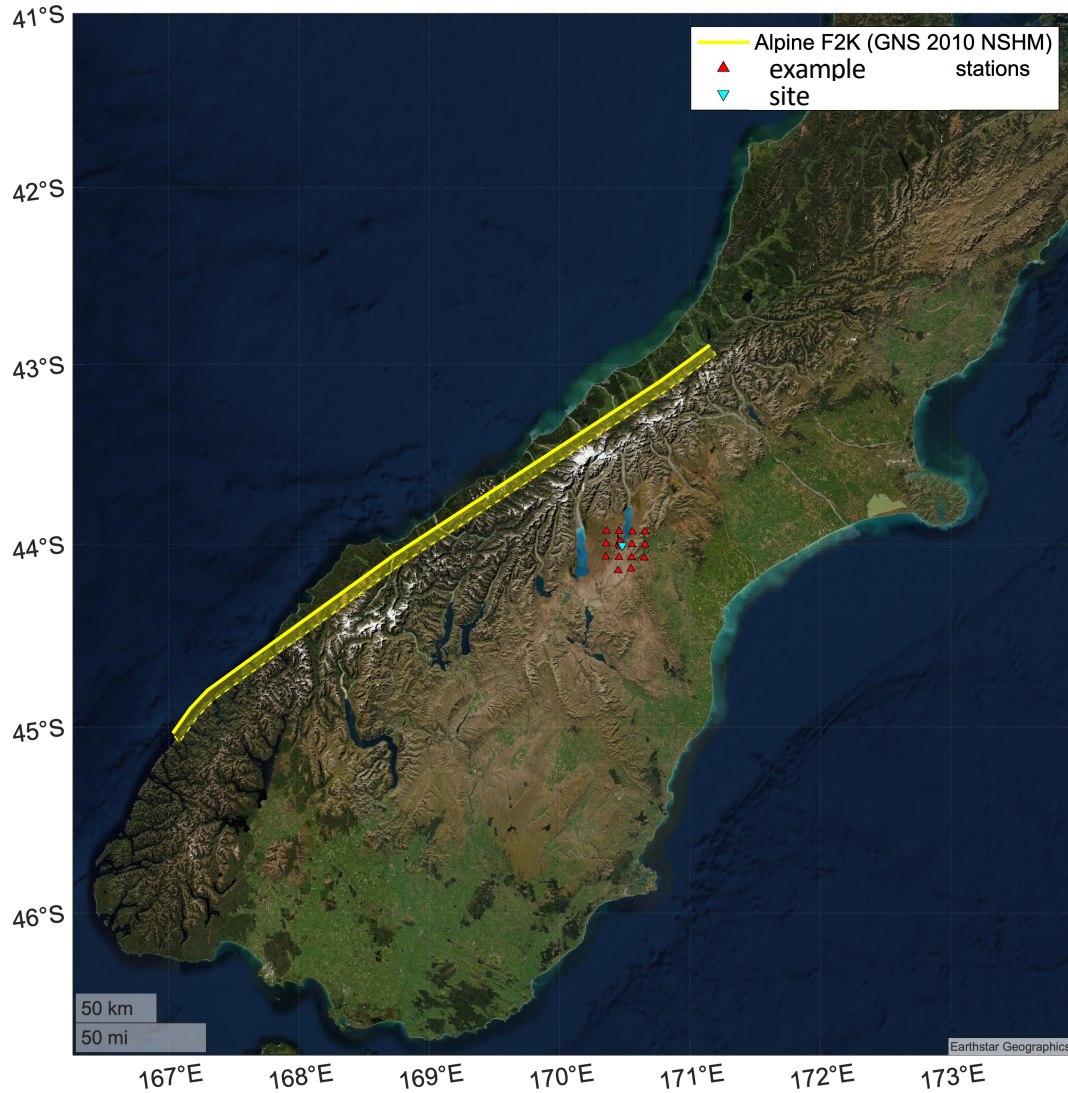 41°S
Alpine F2K (GNS 2010 NSHM)
example stations
site
42°S
43°S
44°S
45°S
46°S
50 km
50 mi
Earthstar Geographics
167°E 168°E 169°E 170°E 171°E 172°E 173°E